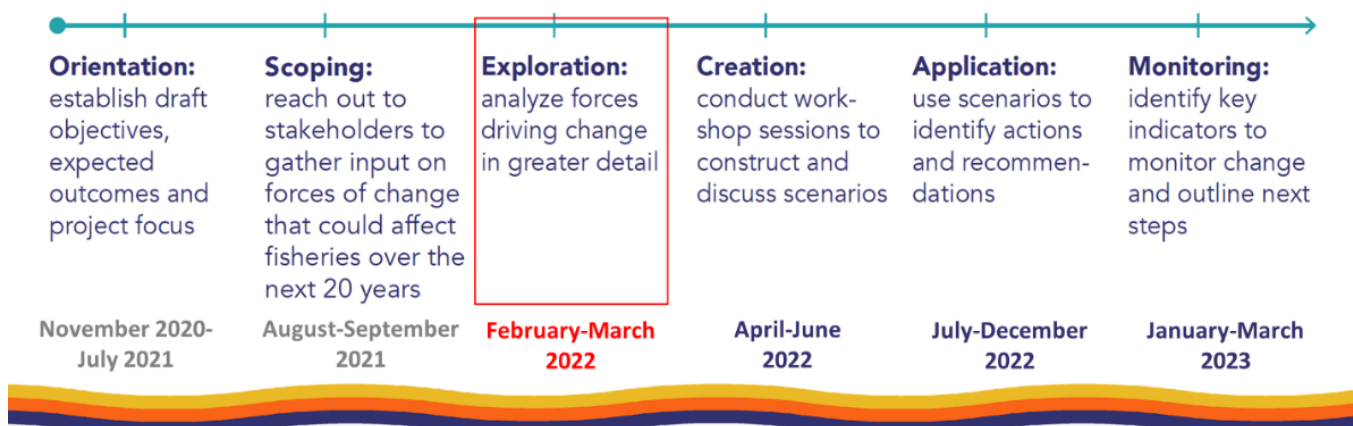 Orientation:
establish draft
objectives,
expected
outcomes and
project focus
November 2020-
July 2021
Scoping:
reach out to
stakeholders to
gather input on
forces of change
that could affect
fisheries over the
next 20 years
August-September
2021
Exploration:
analyze forces
driving change
in greater detail
February-March
2022
Creation:
conduct work-
shop sessions to
construct and
discuss scenarios
April-June
2022
Application:
use scenarios to
identify actions
and recommen-
dations
July-December
2022
Monitoring:
identify key
indicators to
monitor change
and outline next
steps
January-March
2023